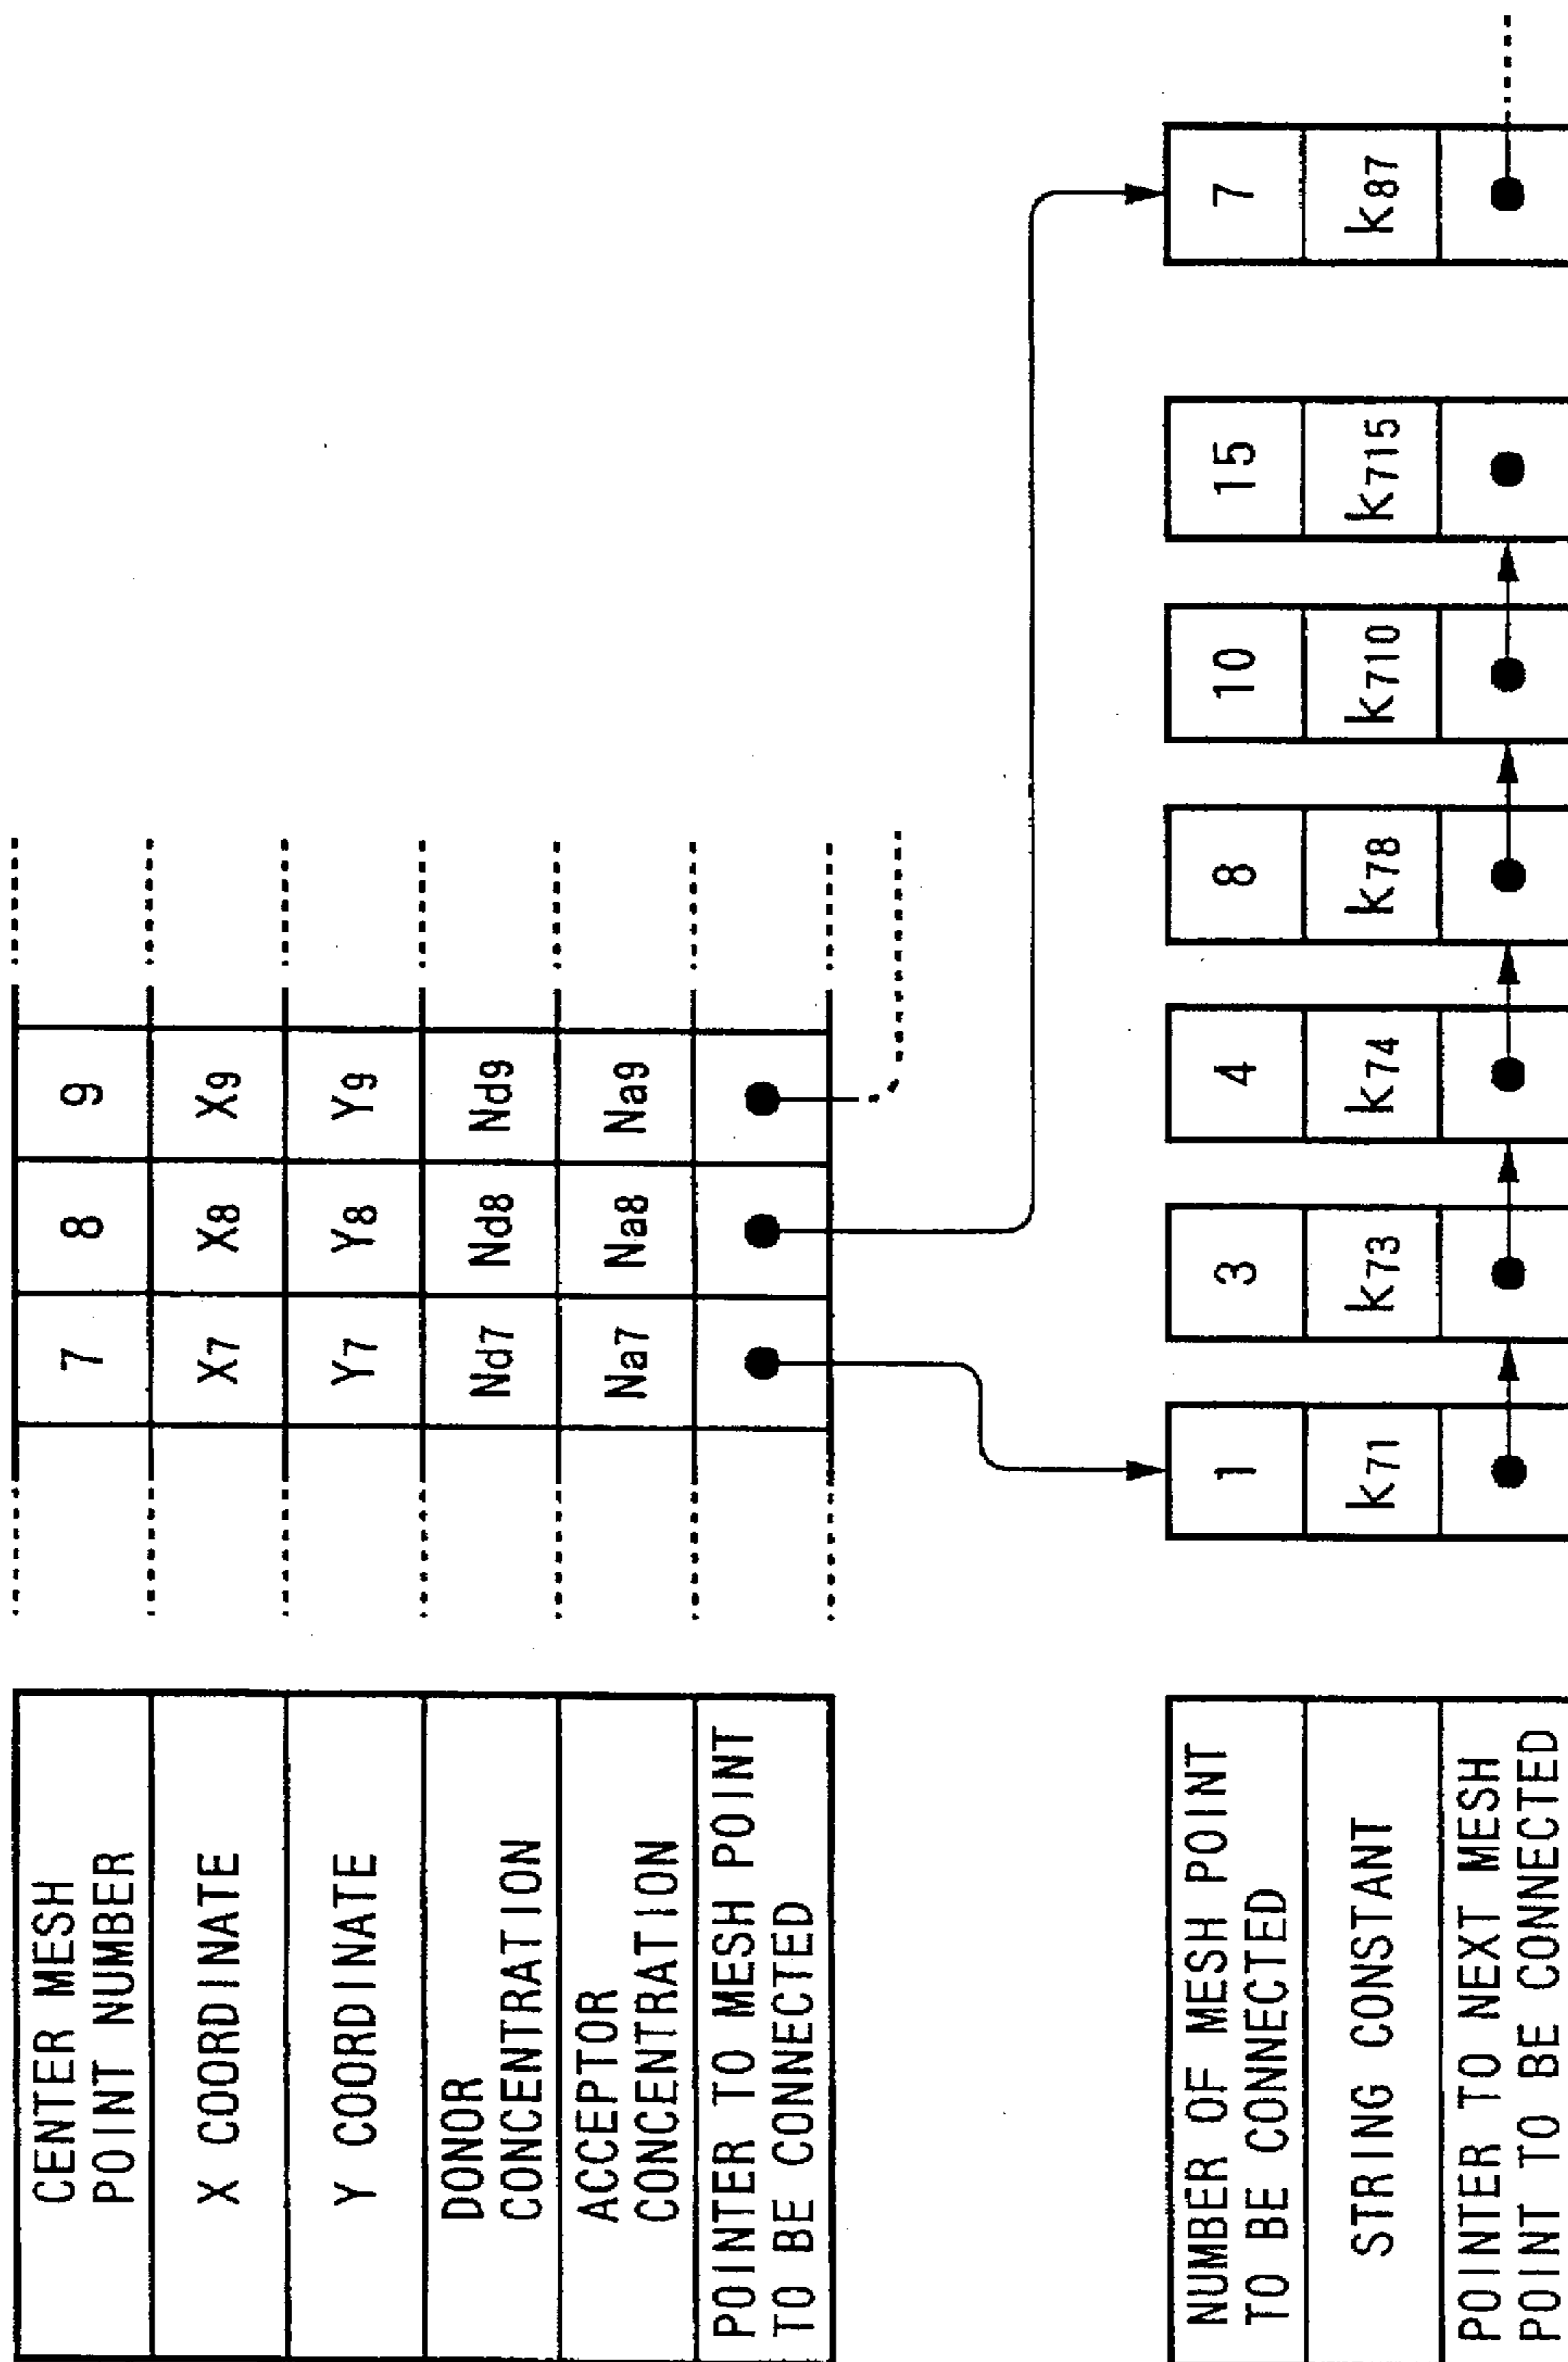 CENTER MESH
POINT NUMBER
7 8 9
X COORDINATE
X7 X8 X9
Y COORDINATE
Y7 Y8 Y9
DONOR
CONCENTRATION
Nd7 Nd8 Nd9
ACCEPTOR
CONCENTRATION
Na7 Na8 Na9
POINTER TO MESH POINT
TO BE CONNECTED
NUMBER OF MESH POINT
TO BE CONNECTED
1 3 4 8 10 15 7
STRING CONSTANT
k71 k73 k74 k78 k710 k715 k87
POINTER TO NEXT MESH
POINT TO BE CONNECTED